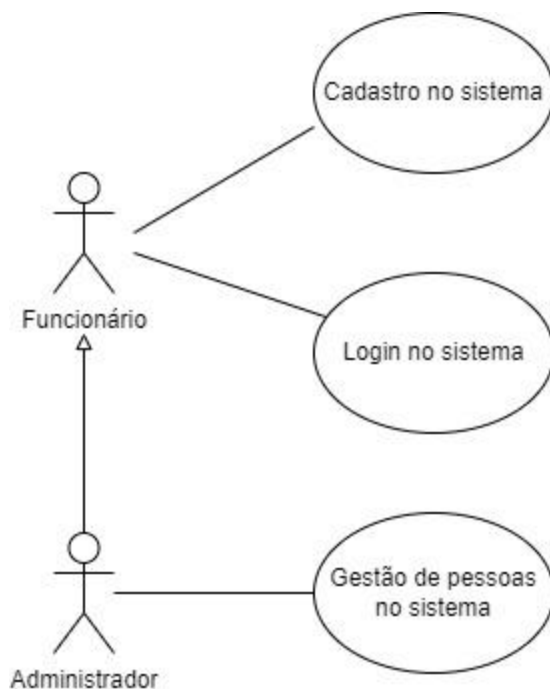 Cadastro no sistema
Funcionário
Login no sistema
Gestão de pessoas
no sistema
Administrador